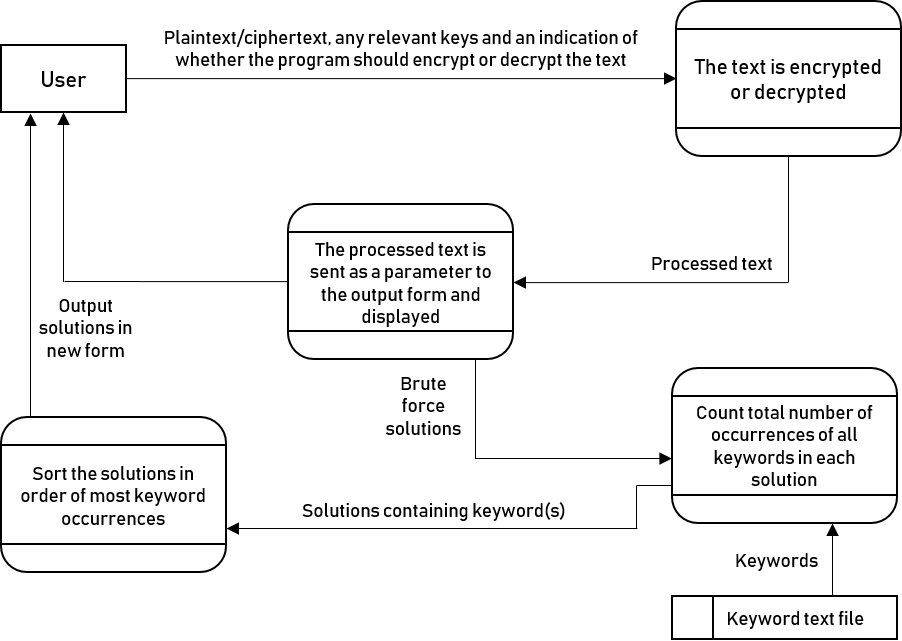 Plaintext/ciphertext, any relevant keys and an indication of
whether the program should encrypt or decrypt the text
User
The text is encrypted
or decrypted
Processed text
The processed text is
sent as a parameter to
the output form and
displayed
Output
solutions in
new form
Brute
force
solutions
Count total number of
occurrences of all
keywords in each
solution
Sort the solutions in
order of most keyword
occurrences
Solutions containing keyword(s)
Keywords
Keyword text file